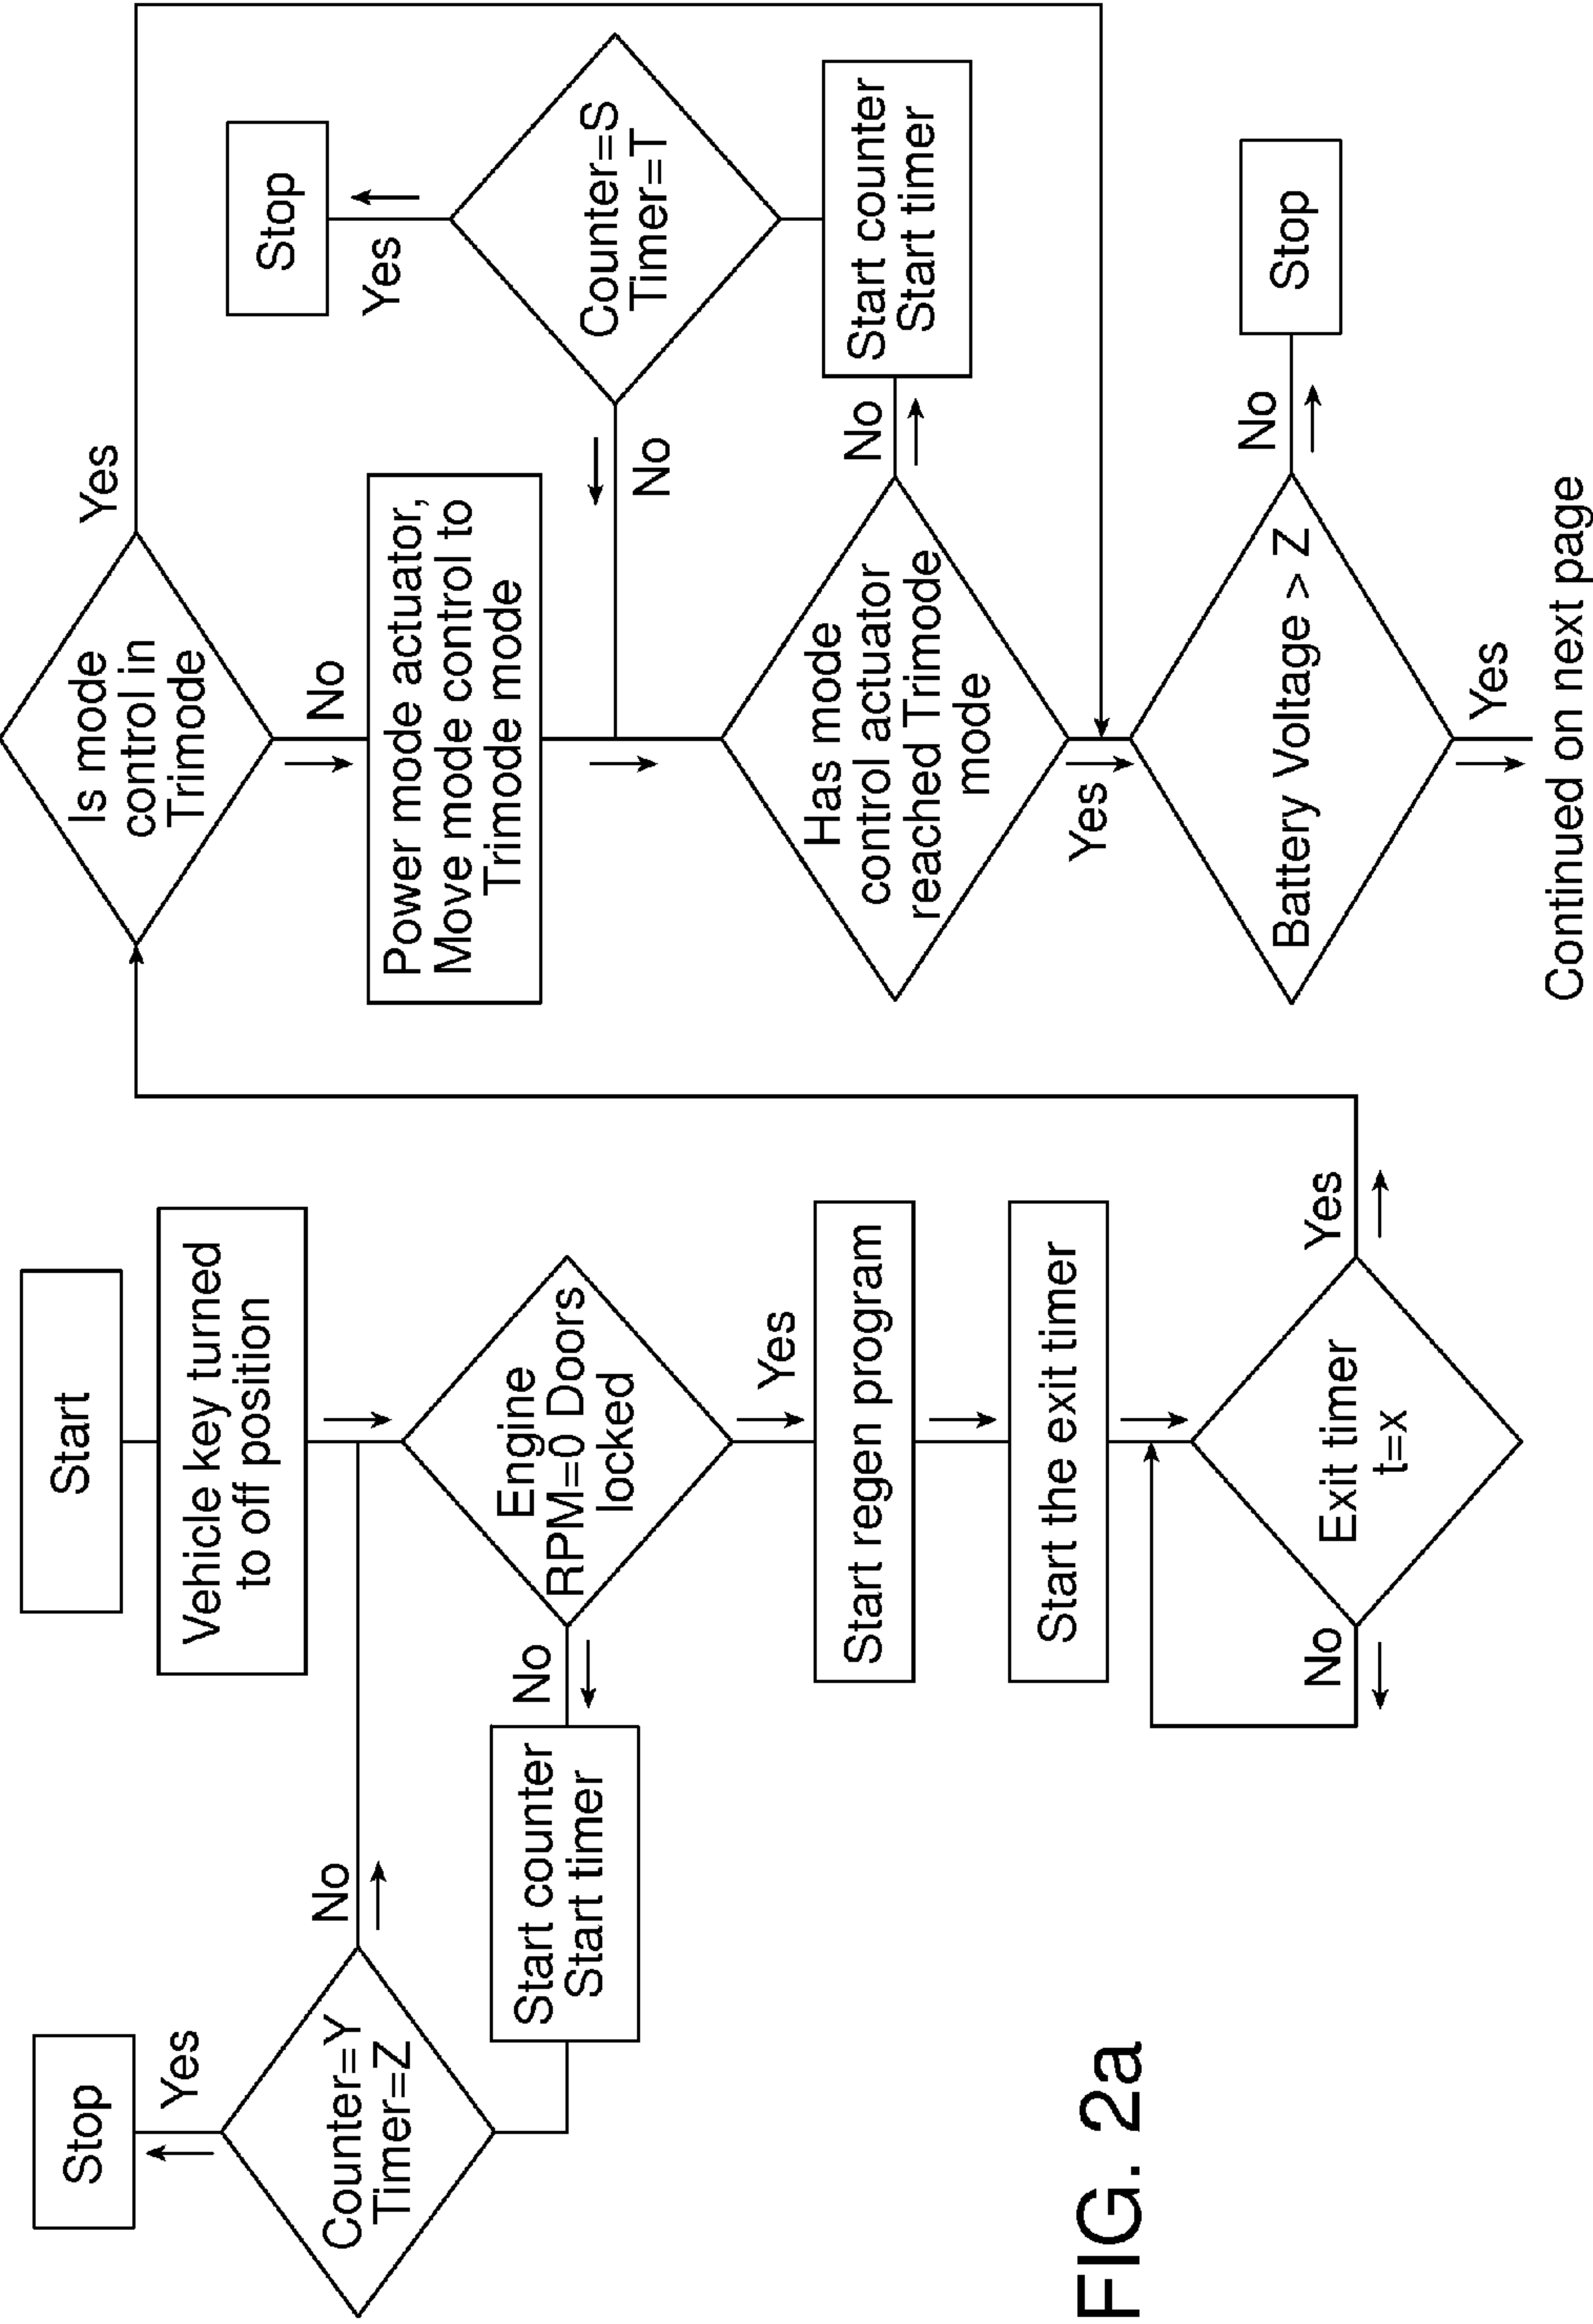 Start
Vehicle key turned
to off position
Engine
RPM=0 Doors
locked
No
Start counter
Start timer
Counter=Y
Timer=Z
Yes
Stop
No
Yes
Start regen program
Start the exit timer
Exit timer
t=x
No
Yes
Is mode
control in
Trimode
Yes
No
Power mode actuator,
Move mode control to
Trimode mode
Has mode
control actuator
reached Trimode
mode
No
Start counter
Start timer
Counter=S
Timer=T
Yes
Stop
No
Yes
Battery Voltage > Z
No
Stop
Yes
Continued on next page
FIG. 2a